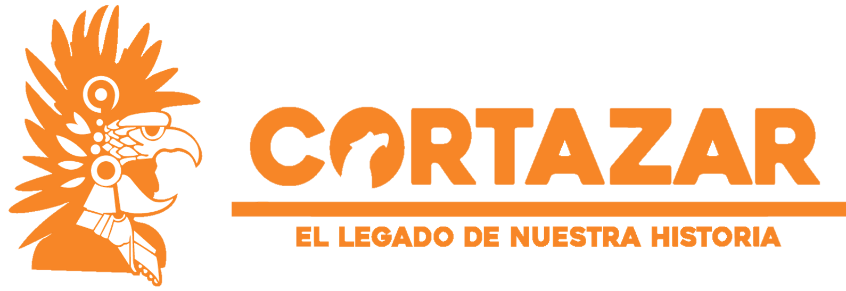 CORTAZAR
EL LEGADO DE NUESTRA HISTORIA